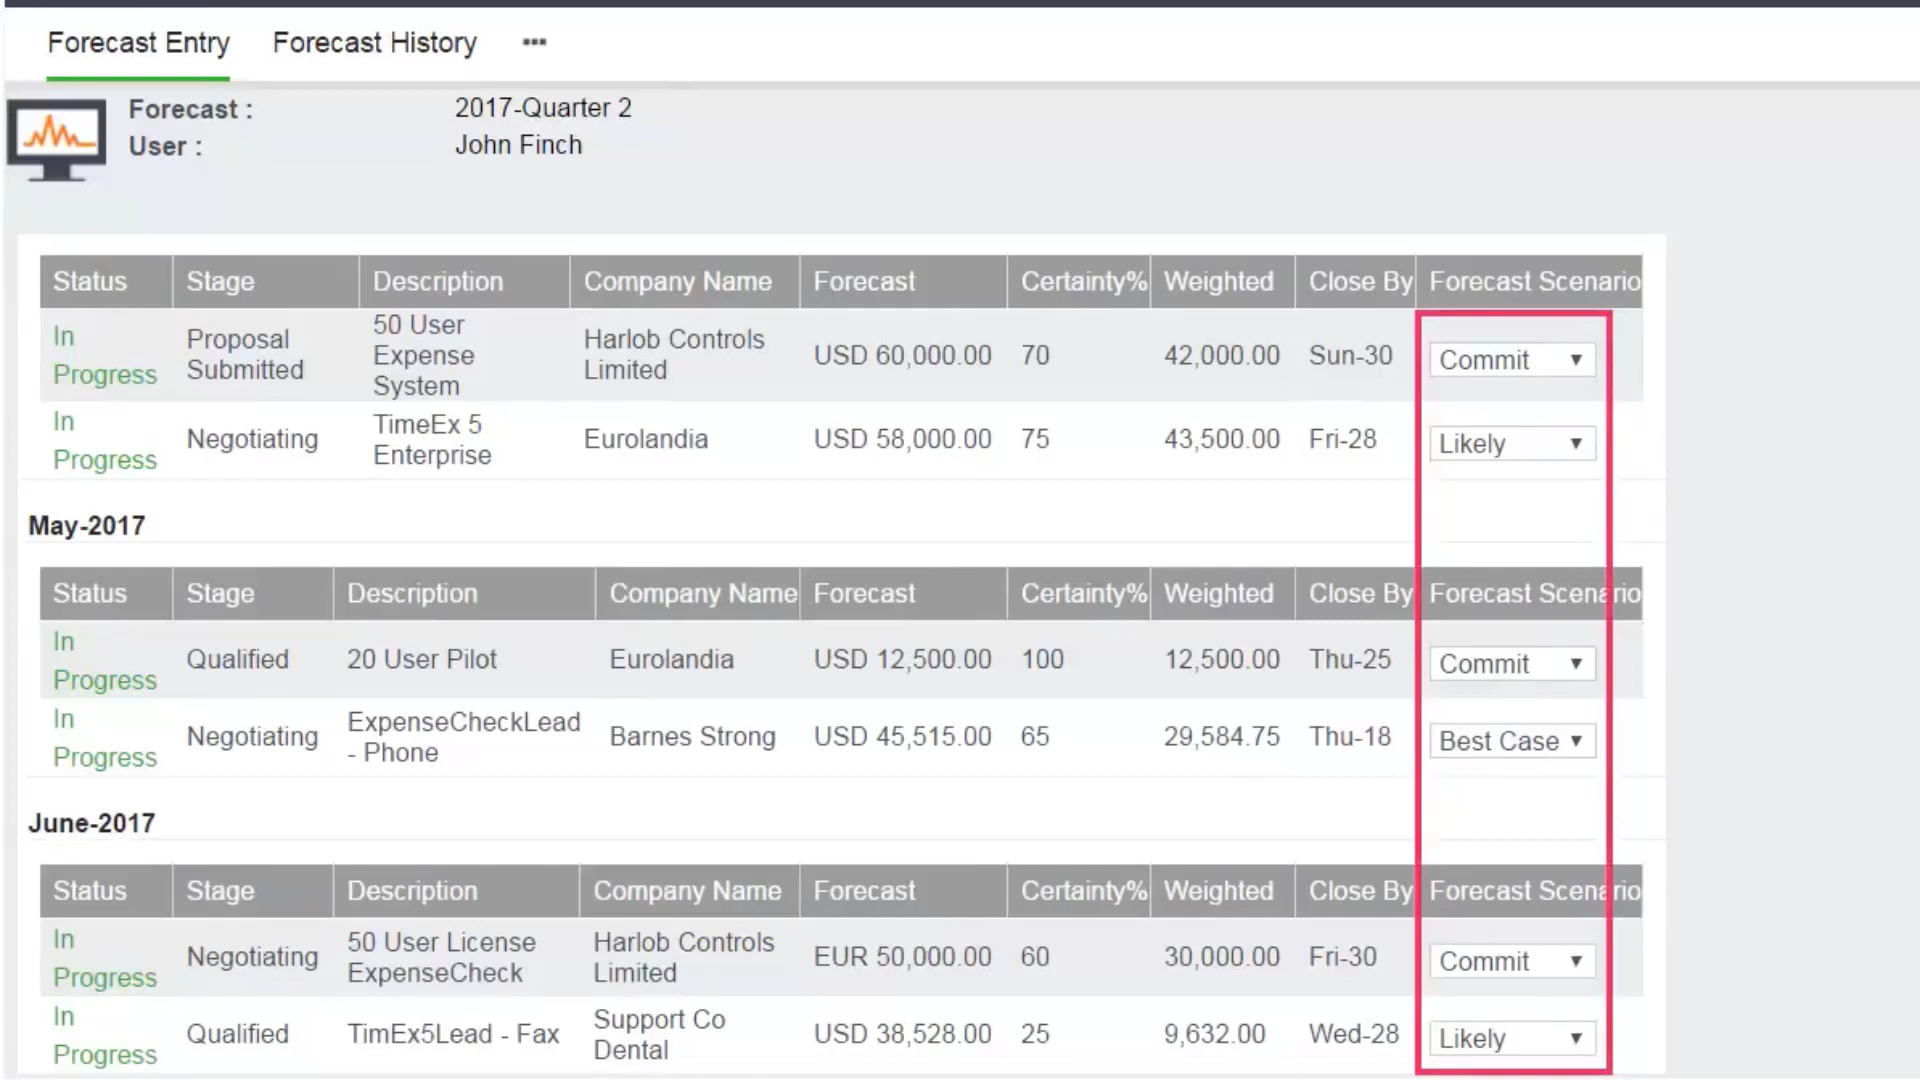 Forecast Entry Forecast History ...
Forecast : 2017-Quarter 2
User : John Finch
Status Stage Description Company Name Forecast Certainty% Weighted Close By Forecast Scenario
In Progress Proposal Submitted 50 User Expense System Harlob Controls Limited USD 60,000.00 70 42,000.00 Sun-30 Commit
In Progress Negotiating TimeEx 5 Enterprise Eurolandia USD 58,000.00 75 43,500.00 Fri-28 Likely
May-2017
Status Stage Description Company Name Forecast Certainty% Weighted Close By Forecast Scenario
In Progress Qualified 20 User Pilot Eurolandia USD 12,500.00 100 12,500.00 Thu-25 Commit
In Progress Negotiating ExpenseCheckLead - Phone Barnes Strong USD 45,515.00 65 29,584.75 Thu-18 Best Case
June-2017
Status Stage Description Company Name Forecast Certainty% Weighted Close By Forecast Scenario
In Progress Negotiating 50 User License ExpenseCheck Harlob Controls Limited EUR 50,000.00 60 30,000.00 Fri-30 Commit
In Progress Qualified TimEx5Lead - Fax Support Co Dental USD 38,528.00 25 9,632.00 Wed-28 Likely